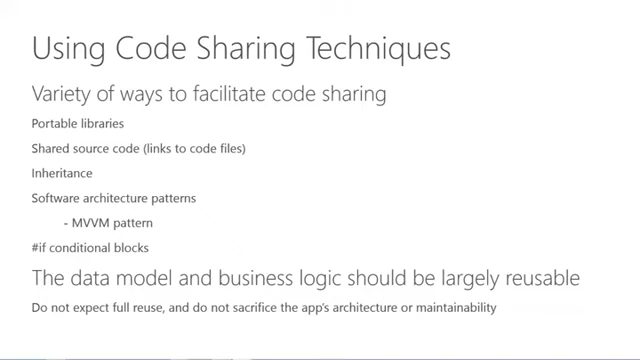 Using Code Sharing Techniques
Variety of ways to facilitate code sharing
Portable libraries
Shared source code (links to code files)
Inheritance
Software architecture patterns
- MVVM pattern
#if conditional blocks
The data model and business logic should be largely reusable
Do not expect full reuse, and do not sacrifice the app's architecture or maintainability